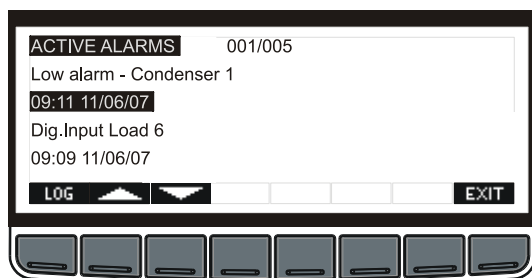 ACTIVE ALARMS 001/005
Low alarm - Condenser 1
09:11 11/06/07
Dig.Input Load 6
09:09 11/06/07
LOG EXIT